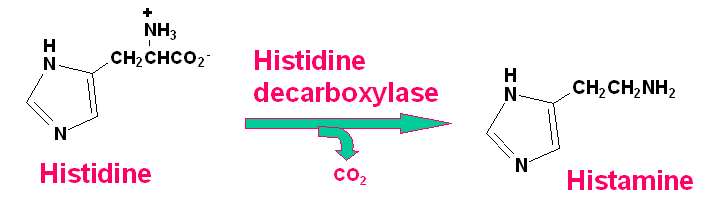 +
NH₃
H
N
CH₂CHCO₂⁻
N
Histidine
Histidine
decarboxylase
CO₂
H
N
CH₂CH₂NH₂
N
Histamine